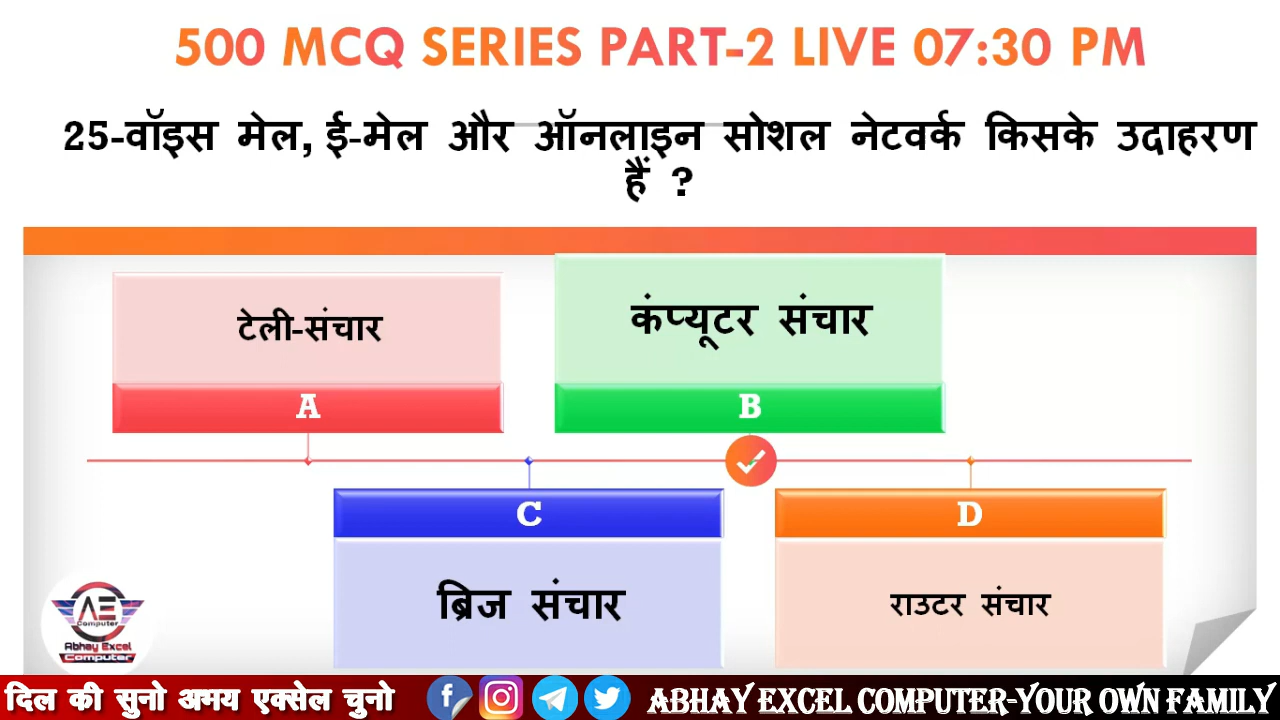 500 MCQ SERIES PART-2 LIVE 07:30 PM
25-वॉइस मेल, ई-मेल और ऑनलाइन सोशल नेटवर्क किसके उदाहरण
हैं ?
टेली-संचार
A
कंप्यूटर संचार
B
C
ब्रिज संचार
D
राउटर संचार
AE
Computer
Abhay Excel
Computer
दिल की सुनो अभय एक्सेल चुनो
ABHAY EXCEL COMPUTER-YOUR OWN FAMILY